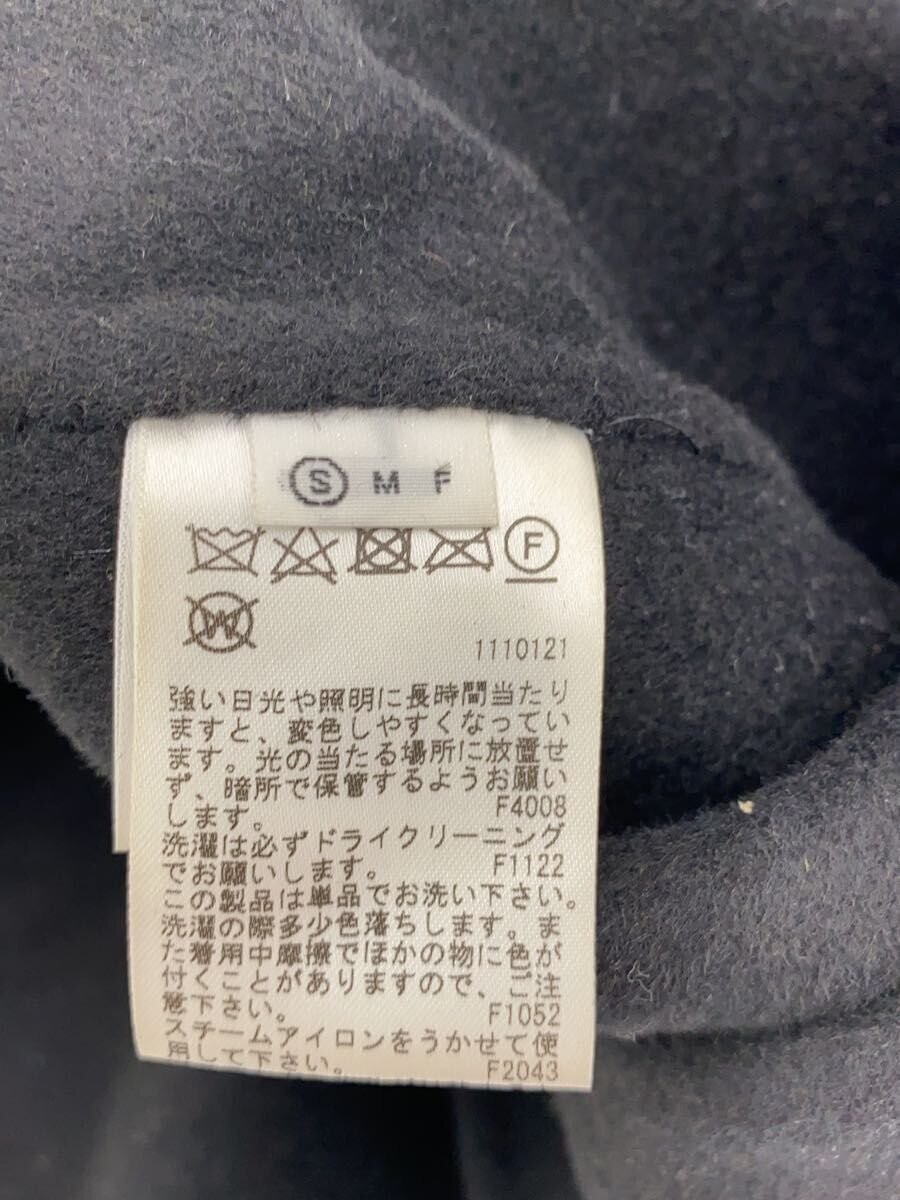 S M F
F
W
1110121
強い日光や照明に長時間当たり
ますと、変色しやすくなってい
ます。光の当たる場所に放置せ
ず、暗所で保管するようお願い
します。 F4008
洗濯は必ずドライクリーニング
でお願いします。 F1122
この製品は単品でお洗い下さい。
洗濯の際多少色落ちします。ま
た着用中摩擦でほかの物に色が
付くことがありますので、ご注
意下さい。 F1052
スチームアイロンをうかせて使
用して下さい。 F2043